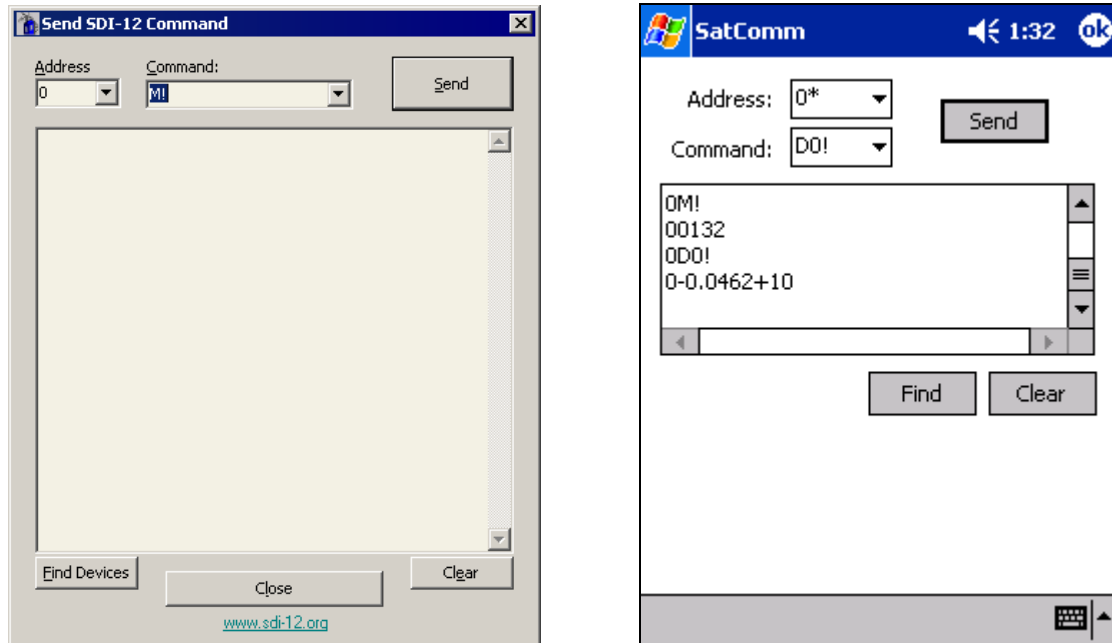 Send SDI-12 Command
Address Command:
0 M!
Send
Find Devices
Close
Clear
www.sdi-12.org
SatComm 1:32 ok
Address: 0*
Send
Command: D0!
0M!
00132
0D0!
0-0.0462+10
Find Clear